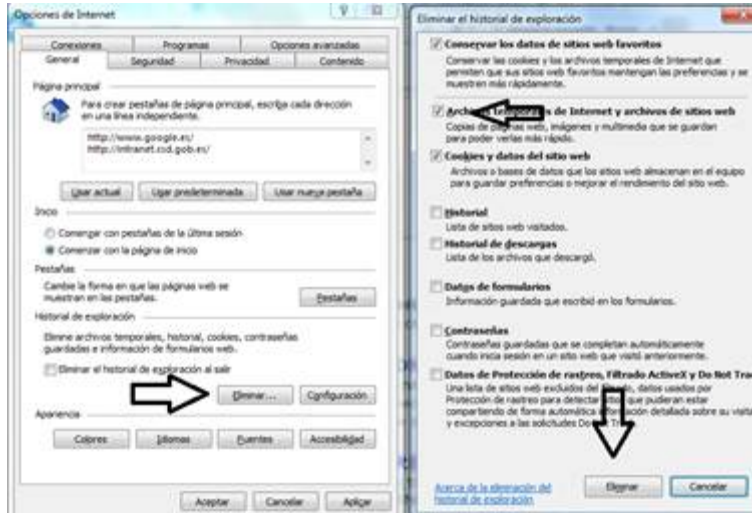 Opciones de Internet
Conexiones Programas Opciones avanzadas
General Seguridad Privacidad Contenido
Página principal
Para crear pestañas de página principal, escriba cada dirección
en una línea independiente.
http://www.google.es/
http://intranet.csd.gob.es/
Usar actual Usar predeterminada Usar nueva pestaña
Inicio
Comenzar con pestañas de la última sesión
Comenzar con la página de inicio
Pestañas
Cambie la forma en que las páginas web se
muestran en las pestañas.
Pestañas
Historial de exploración
Elimine archivos temporales, historial, cookies, contraseñas
guardadas e información de formularios web.
Eliminar el historial de exploración al salir
Eliminar... Configuración
Apariencia
Colores Idiomas Fuentes Accesibilidad
Aceptar Cancelar Aplicar
Eliminar el historial de exploración
Conservar los datos de sitios web favoritos
Conservar las cookies y los archivos temporales de Internet que
permiten que sus sitios web favoritos mantengan las preferencias y se
muestren más rápidamente.
Archivos temporales de Internet y archivos de sitios web
Copias de páginas web, imágenes y multimedia que se guardan
para poder verlas más rápido.
Cookies y datos del sitio web
Archivos o bases de datos que los sitios web almacenan en el equipo
para guardar preferencias o mejorar el rendimiento del sitio web.
Historial
Lista de sitios web visitados.
Historial de descargas
Lista de los archivos que descargó.
Datos de formularios
Información guardada que escribió en los formularios.
Contraseñas
Contraseñas guardadas que se completan automáticamente
cuando inicia sesión en un sitio web que visitó anteriormente.
Datos de Protección de rastreo, Filtrado ActiveX y Do Not Trac
Una lista de sitios web excluidos del filtrado, datos usados por
Protección de rastreo para detectar sitios que pudieran estar
compartiendo de forma automática información detallada sobre su visita
y excepciones a las solicitudes Do Not Track.
Acerca de la eliminación del
historial de exploración
Eliminar Cancelar